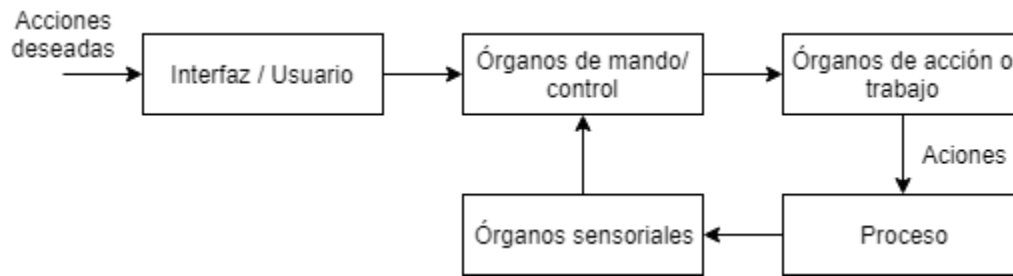 Acciones
deseadas
Interfaz / Usuario
Órganos de mando/
control
Órganos de acción o
trabajo
Aciones
Órganos sensoriales
Proceso